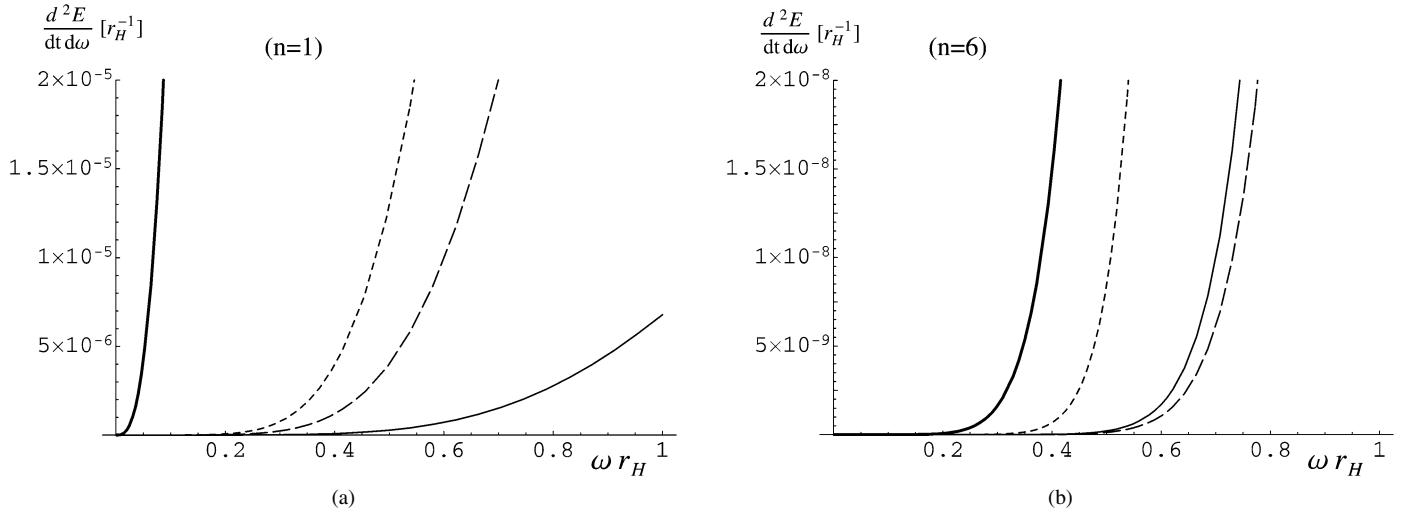 d²E
dt dω [r_H⁻¹]
(n=1)
2×10⁻⁵
1.5×10⁻⁵
1×10⁻⁵
5×10⁻⁶
0.2 0.4 0.6 0.8 1
ω r_H
(a)
d²E
dt dω [r_H⁻¹]
(n=6)
2×10⁻⁸
1.5×10⁻⁸
1×10⁻⁸
5×10⁻⁹
0.2 0.4 0.6 0.8 1
ω r_H
(b)